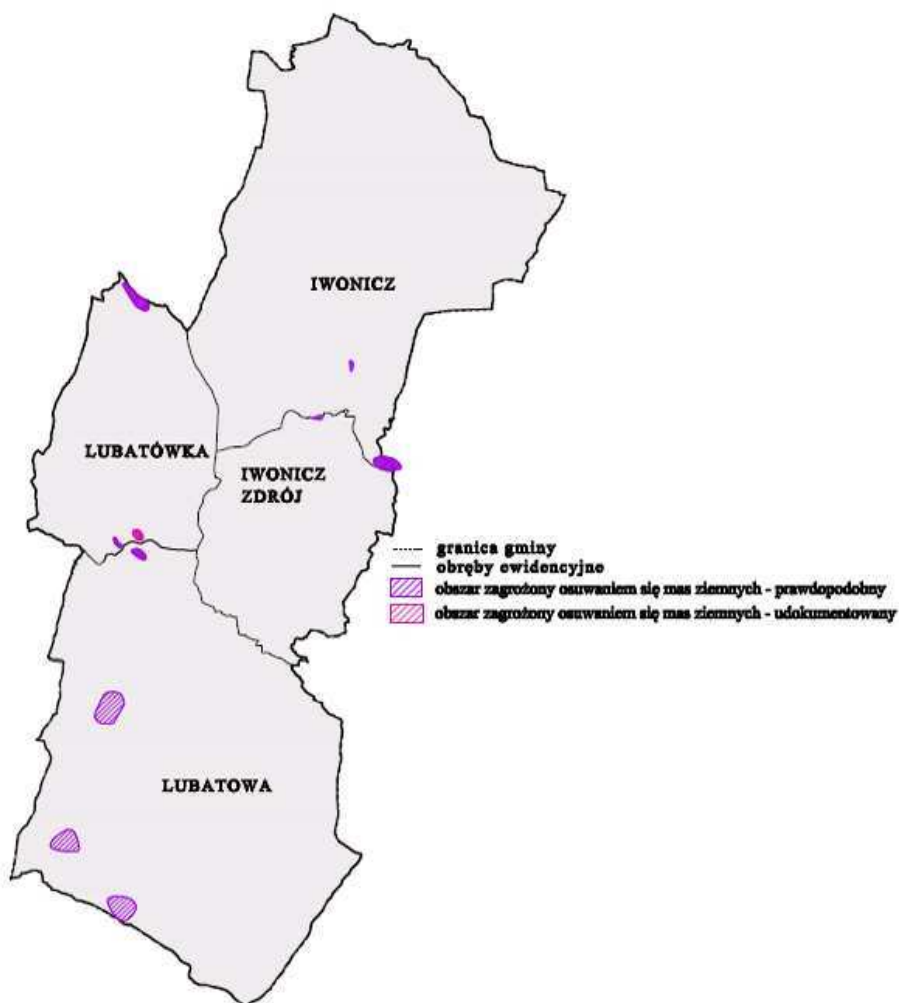 IWONICZ
LUBATÓWKA
IWONICZ
ZDRÓJ
granica gminy
obręby ewidencyjne
obszar zagrożony osuwaniem się mas ziemnych - prawdopodobny
obszar zagrożony osuwaniem się mas ziemnych - udokumentowany
LUBATOWA